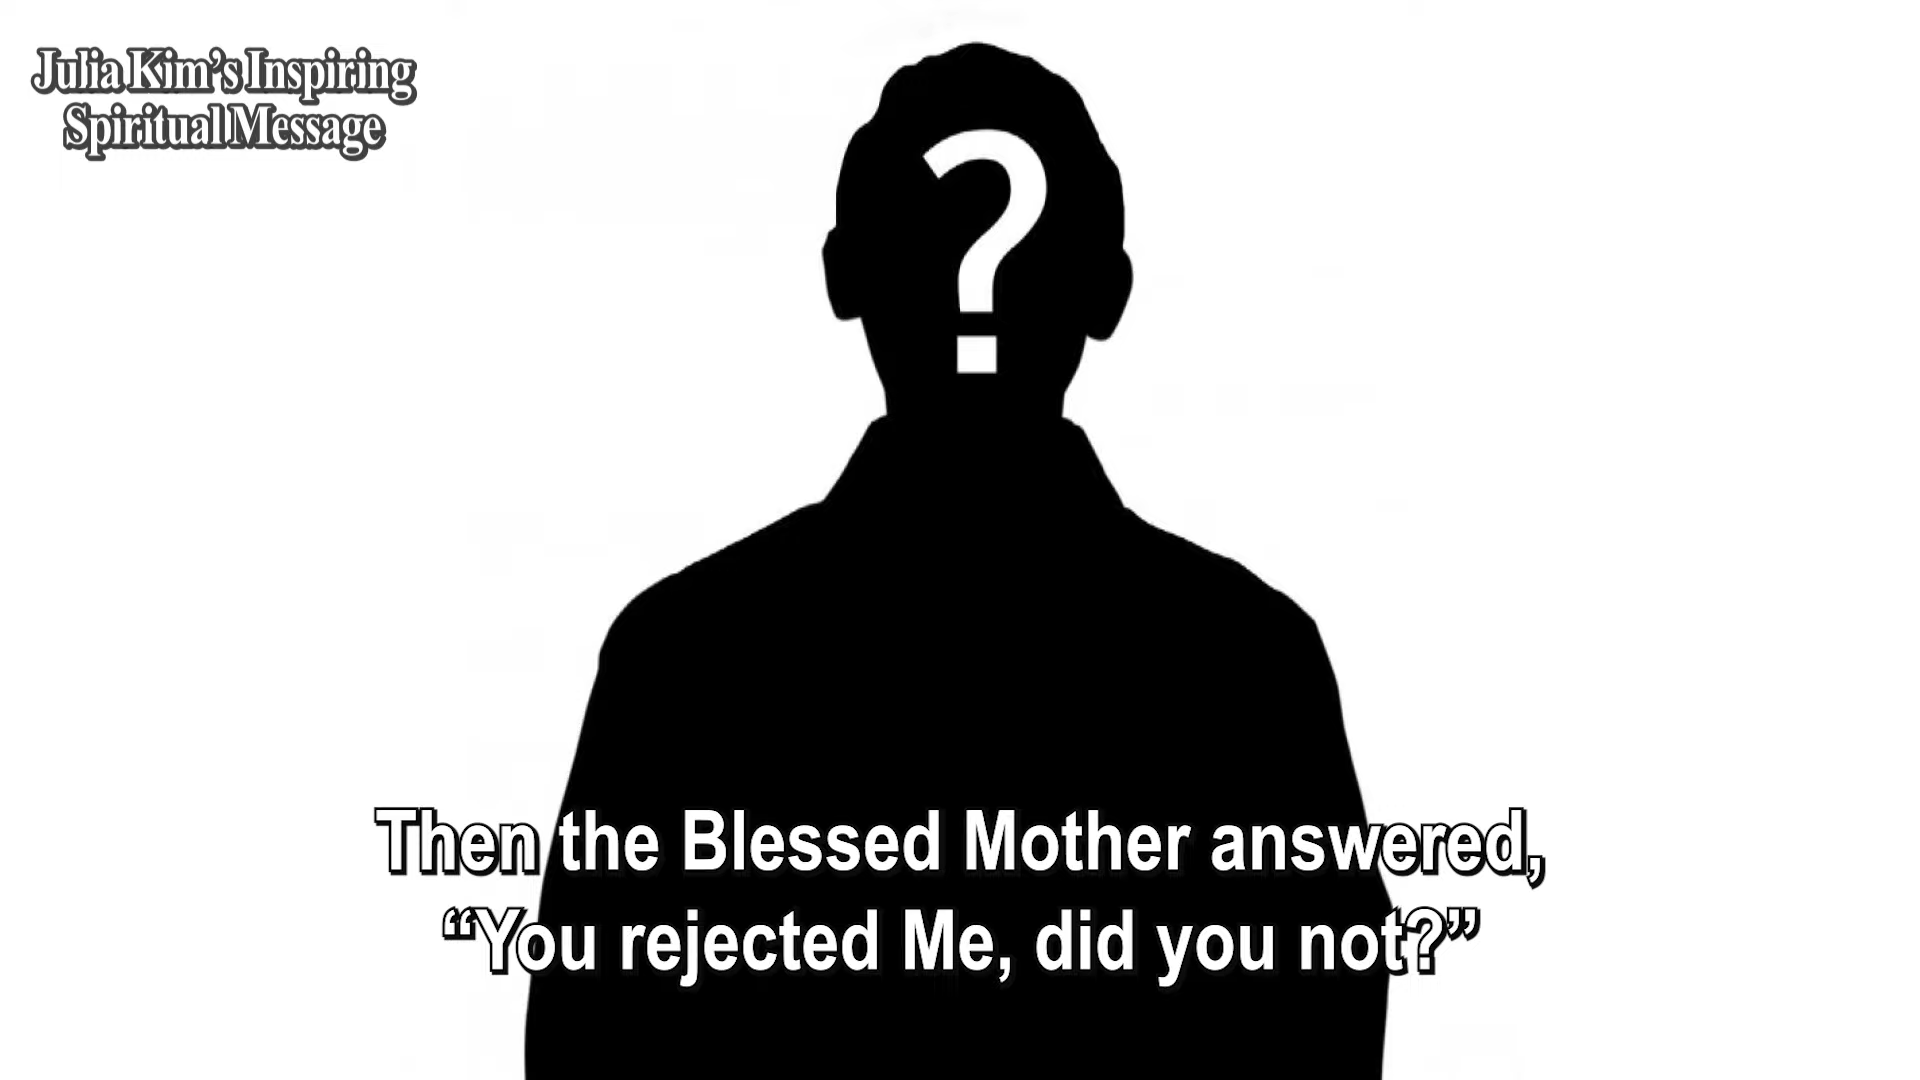 Julia Kim’s Inspiring
Spiritual Message
?
Then the Blessed Mother answered,
“You rejected Me, did you not?”